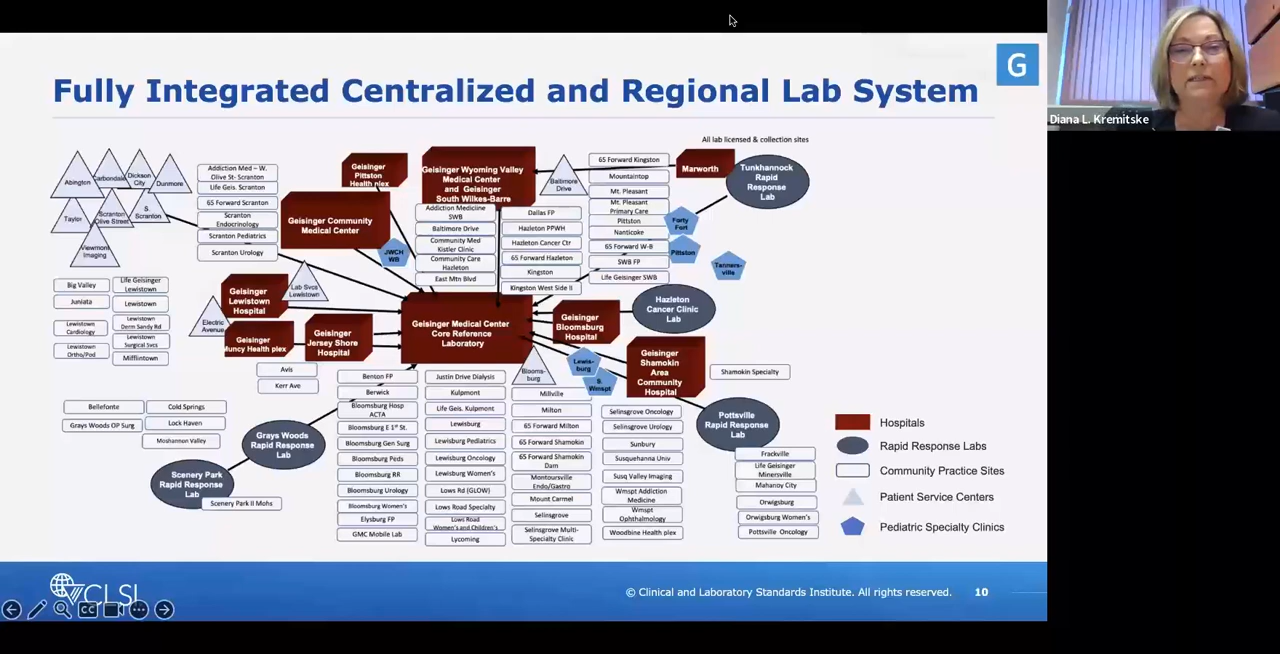 G
Fully Integrated Centralized and Regional Lab System
Diana L. Kremitske
All lab licensed & collection sites
Abington
Carbondale
Dickson
City
Dunmore
Taylor
Scranton
Olive Street
S.
Scranton
Viewmont
Imaging
Addiction Med – W.
Olive St- Scranton
Life Geis. Scranton
65 Forward Scranton
Scranton
Endocrinology
Scranton Pediatrics
Scranton Urology
Geisinger
Pittston
Health plex
Geisinger Community
Medical Center
JWCH
WB
Geisinger Wyoming Valley
Medical Center
and Geisinger
South Wilkes-Barre
Addiction Medicine
SWB
Baltimore Drive
Community Med
Kistler Clinic
Community Care
Hazleton
East Mtn Blvd
Baltimore
Drive
Dallas FP
Hazleton PPWH
Hazleton Cancer Ctr
65 Forward Hazleton
Kingston
Kingston West Side II
65 Forward Kingston
Mountaintop
Mt. Pleasant
Mt. Pleasant
Primary Care
Pittston
Nanticoke
65 Forward W-B
SWB FP
Life Geisinger SWB
Marworth
Tunkhannock
Rapid
Response
Lab
Forty
Fort
Pittston
Tanners-
ville
Big Valley
Juniata
Lewistown
Cardiology
Lewistown
Ortho/Pod
Life Geisinger
Lewistown
Lewistown
Lewistown
Derm Sandy Rd
Lewistown
Surgical Svcs
Mifflintown
Geisinger
Lewistown
Hospital
Lab Svcs
Lewistown
Electric
Avenue
Geisinger
Muncy Health plex
Geisinger
Jersey Shore
Hospital
Geisinger Medical Center
Core Reference
Laboratory
Geisinger
Bloomsburg
Hospital
Hazleton
Cancer Clinic
Lab
Avis
Kerr Ave
Blooms-
burg
Lewis-
burg
S.
Wmspt
Geisinger
Shamokin
Area
Community
Hospital
Shamokin Specialty
Bellefonte
Grays Woods OP Surg
Cold Springs
Lock Haven
Moshannon Valley
Grays Woods
Rapid Response
Lab
Scenery Park
Rapid Response
Lab
Scenery Park II Mohs
Benton FP
Berwick
Bloomsburg Hosp
ACTA
Bloomsburg E 1st St.
Bloomsburg Gen Surg
Bloomsburg Peds
Bloomsburg RR
Bloomsburg Urology
Bloomsburg Women's
Elysburg FP
GMC Mobile Lab
Justin Drive Dialysis
Kulpmont
Life Geis. Kulpmont
Lewisburg
Lewisburg Pediatrics
Lewisburg Oncology
Lewisburg Women's
Lows Rd (GLOW)
Lows Road Specialty
Lows Road
Women's and Children's
Lycoming
Millville
Milton
65 Forward Milton
65 Forward Shamokin
65 Forward Shamokin
Dam
Montoursville
Endo/Gastro
Mount Carmel
Selinsgrove
Selinsgrove Multi-
Specialty Clinic
Selinsgrove Oncology
Selinsgrove Urology
Sunbury
Susquehanna Univ
Susq Valley Imaging
Wmspt Addiction
Medicine
Wmspt
Ophthalmology
Woodbine Health plex
Pottsville
Rapid Response
Lab
Frackville
Life Geisinger
Minersville
Mahanoy City
Orwigsburg
Orwigsburg Women's
Pottsville Oncology
Hospitals
Rapid Response Labs
Community Practice Sites
Patient Service Centers
Pediatric Specialty Clinics
CLSI
CC
© Clinical and Laboratory Standards Institute. All rights reserved. 10